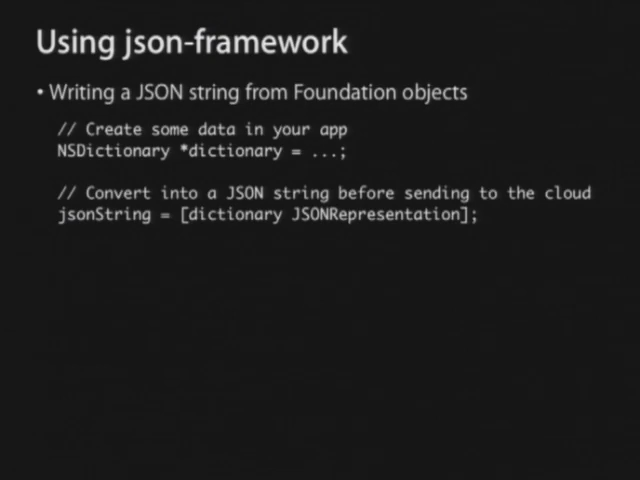 Using json-framework
• Writing a JSON string from Foundation objects
// Create some data in your app
NSDictionary *dictionary = ...;
// Convert into a JSON string before sending to the cloud
jsonString = [dictionary JSONRepresentation];